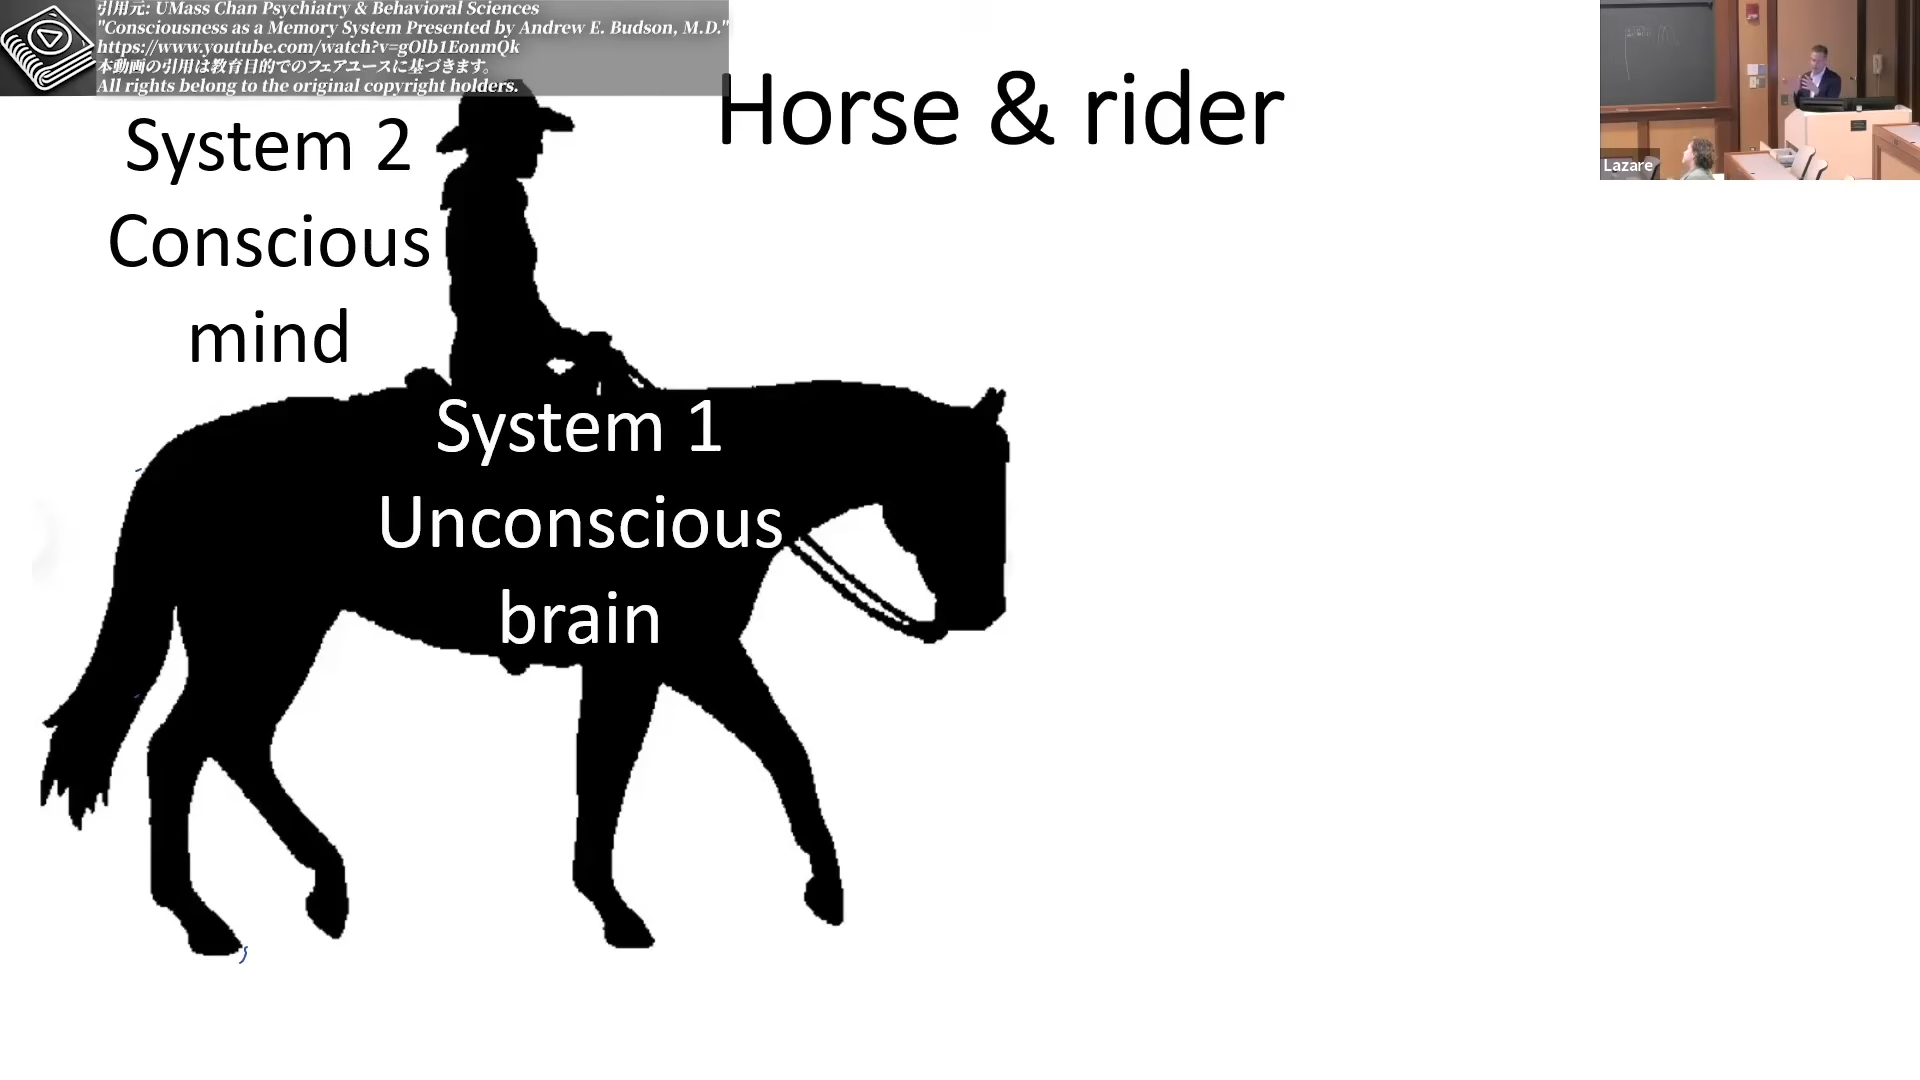 引用元: UMass Chan Psychiatry & Behavioral Sciences
"Consciousness as a Memory System Presented by Andrew E. Budson, M.D."
https://www.youtube.com/watch?v=gOlb1EonmQk
本動画の引用は教育目的でのフェアユースに基づきます。
All rights belong to the original copyright holders.
Horse & rider
System 2
Conscious
mind
System 1
Unconscious
brain
Lazare